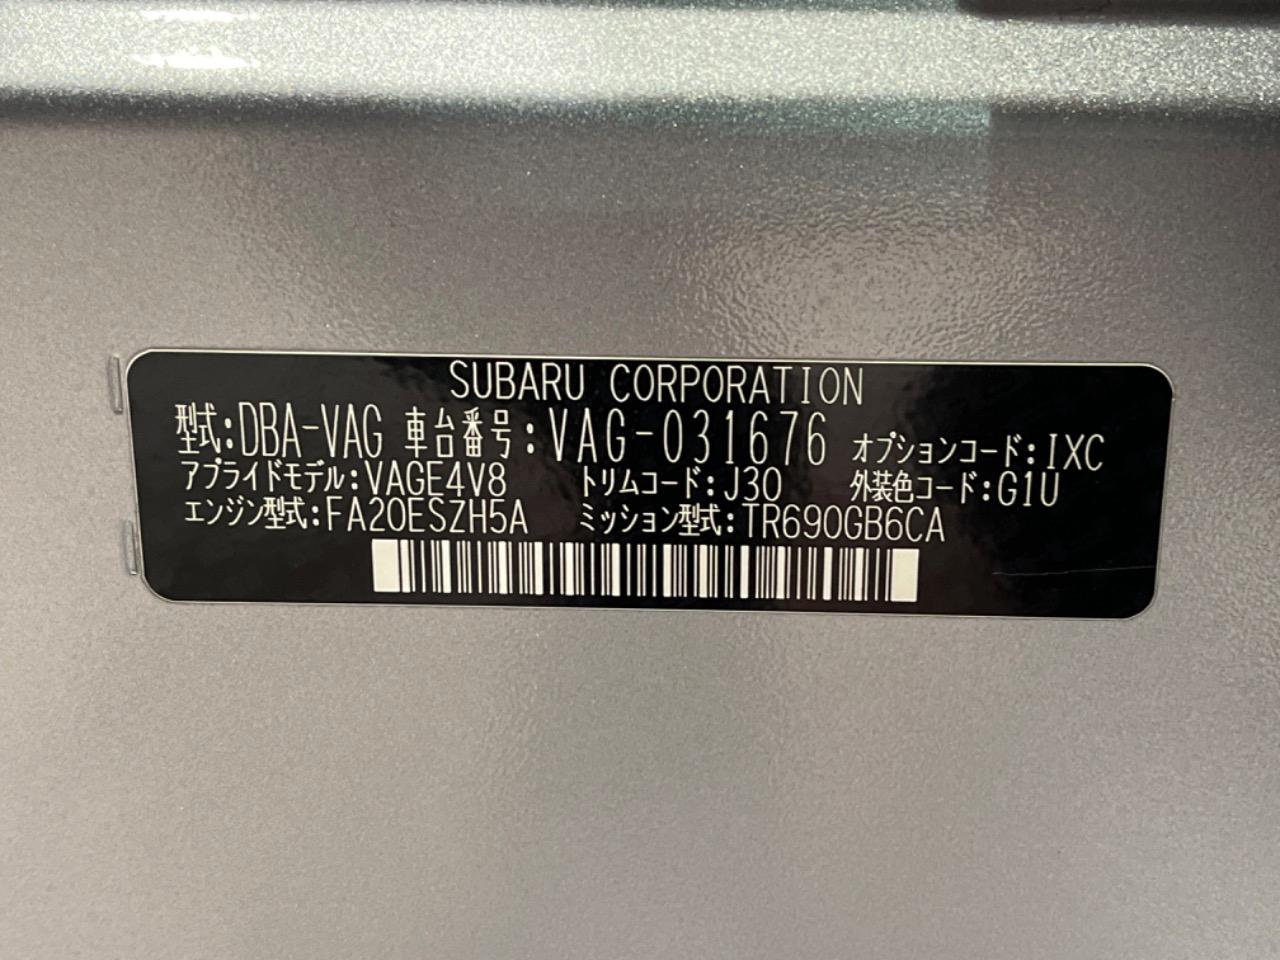 SUBARU CORPORATION
型式:DBA-VAG 車台番号:VAG-031676 オプションコード:IXC
アプライドモデル:VAGE4V8 トリムコード:J30 外装色コード:G1U
エンジン型式:FA20ESZH5A ミッション型式:TR690GB6CA